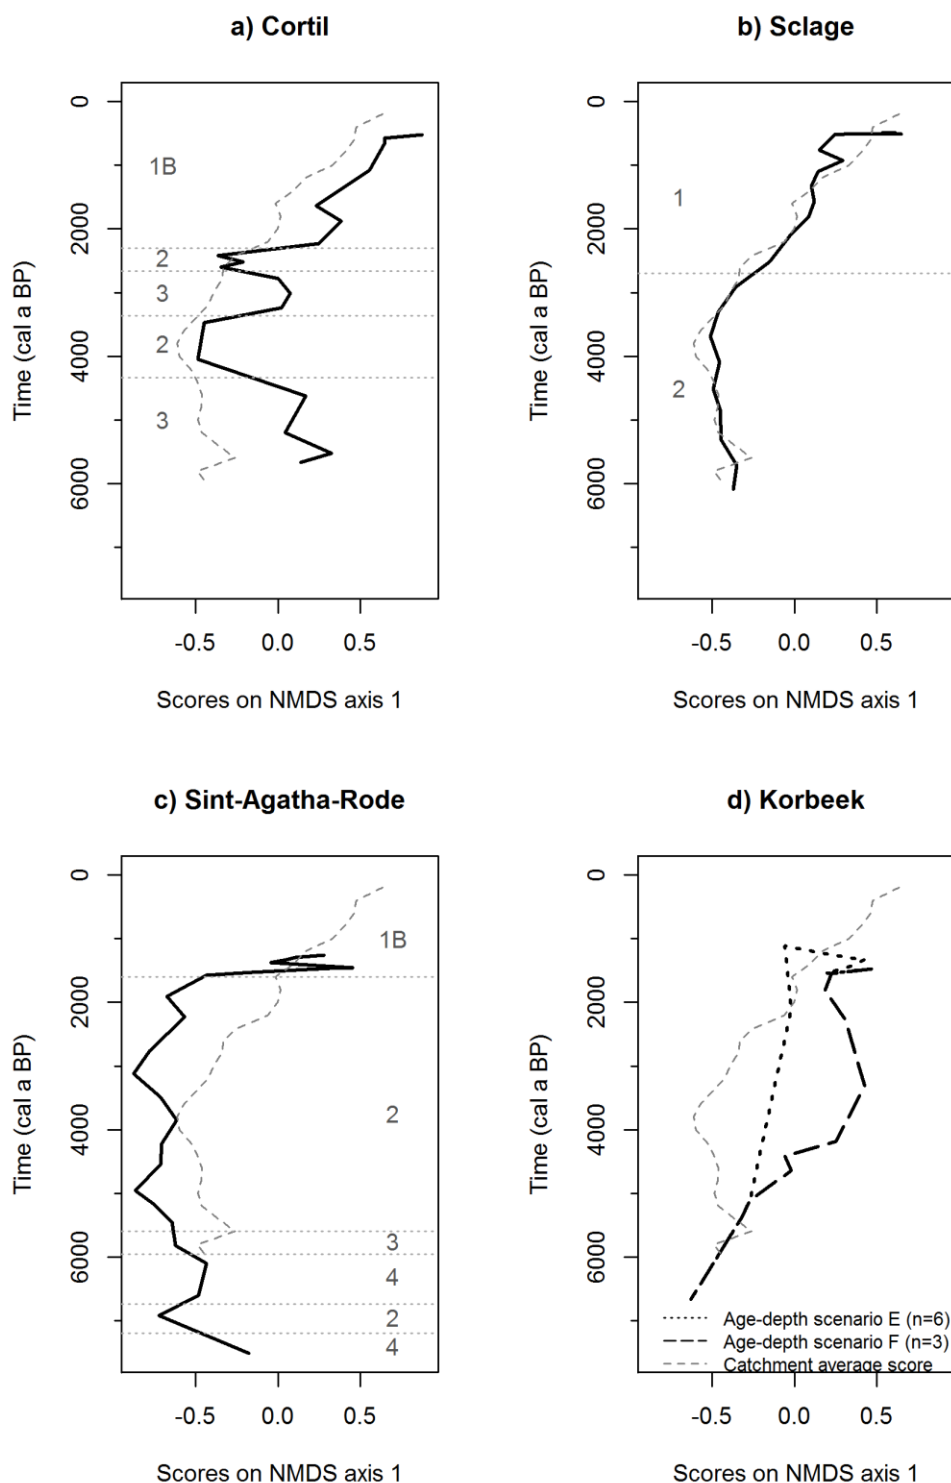 a) Cortil
b) Sclage
0
2000
4000
6000
Time (cal a BP)
1B
2
3
2
3
-0.5 0.0 0.5
Scores on NMDS axis 1
0
2000
4000
6000
Time (cal a BP)
1
2
-0.5 0.0 0.5
Scores on NMDS axis 1
c) Sint-Agatha-Rode
d) Korbeek
0
2000
4000
6000
Time (cal a BP)
1B
2
3
4
2
4
-0.5 0.0 0.5
Scores on NMDS axis 1
0
2000
4000
6000
Time (cal a BP)
Age-depth scenario E (n=6)
Age-depth scenario F (n=3)
Catchment average score
-0.5 0.0 0.5
Scores on NMDS axis 1